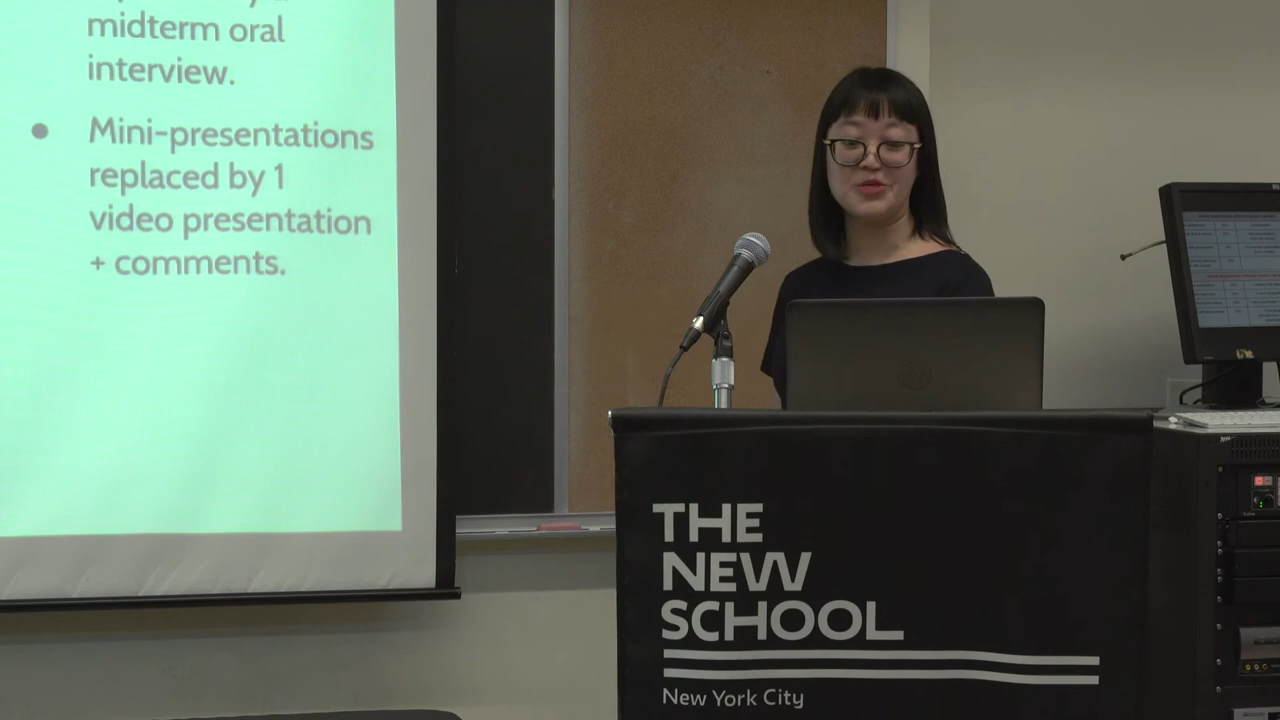 midterm oral
interview.
● Mini-presentations
replaced by 1
video presentation
+ comments.
THE
NEW
SCHOOL
New York City